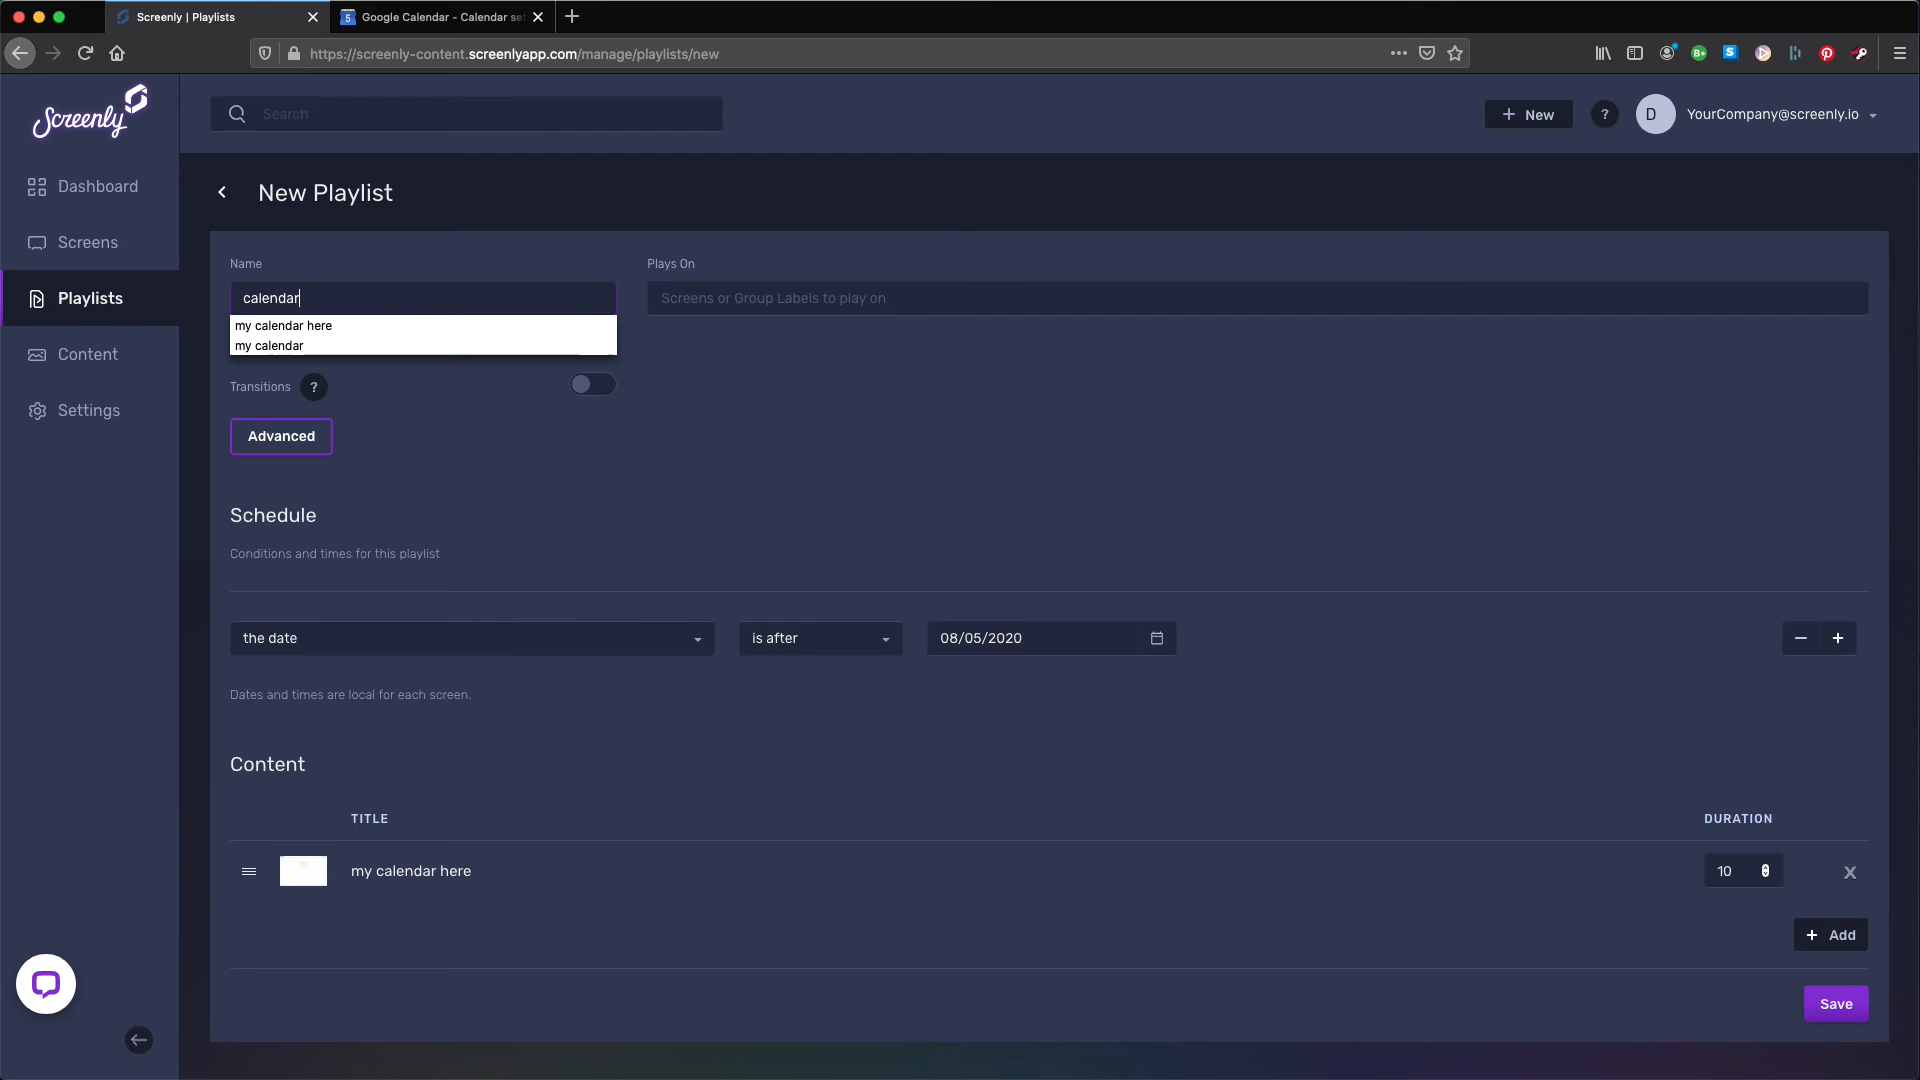 Screenly | Playlists
Google Calendar - Calendar se
https://screenly-content.screenlyapp.com/manage/playlists/new
Screenly
Search
+ New
?
D
YourCompany@screenly.io
Dashboard
Screens
Playlists
Content
Settings
New Playlist
Name
Plays On
calendar
Screens or Group Labels to play on
my calendar here
my calendar
Transitions ?
Advanced
Schedule
Conditions and times for this playlist
the date
is after
08/05/2020
Dates and times are local for each screen.
Content
TITLE
DURATION
my calendar here
10
X
+ Add
Save